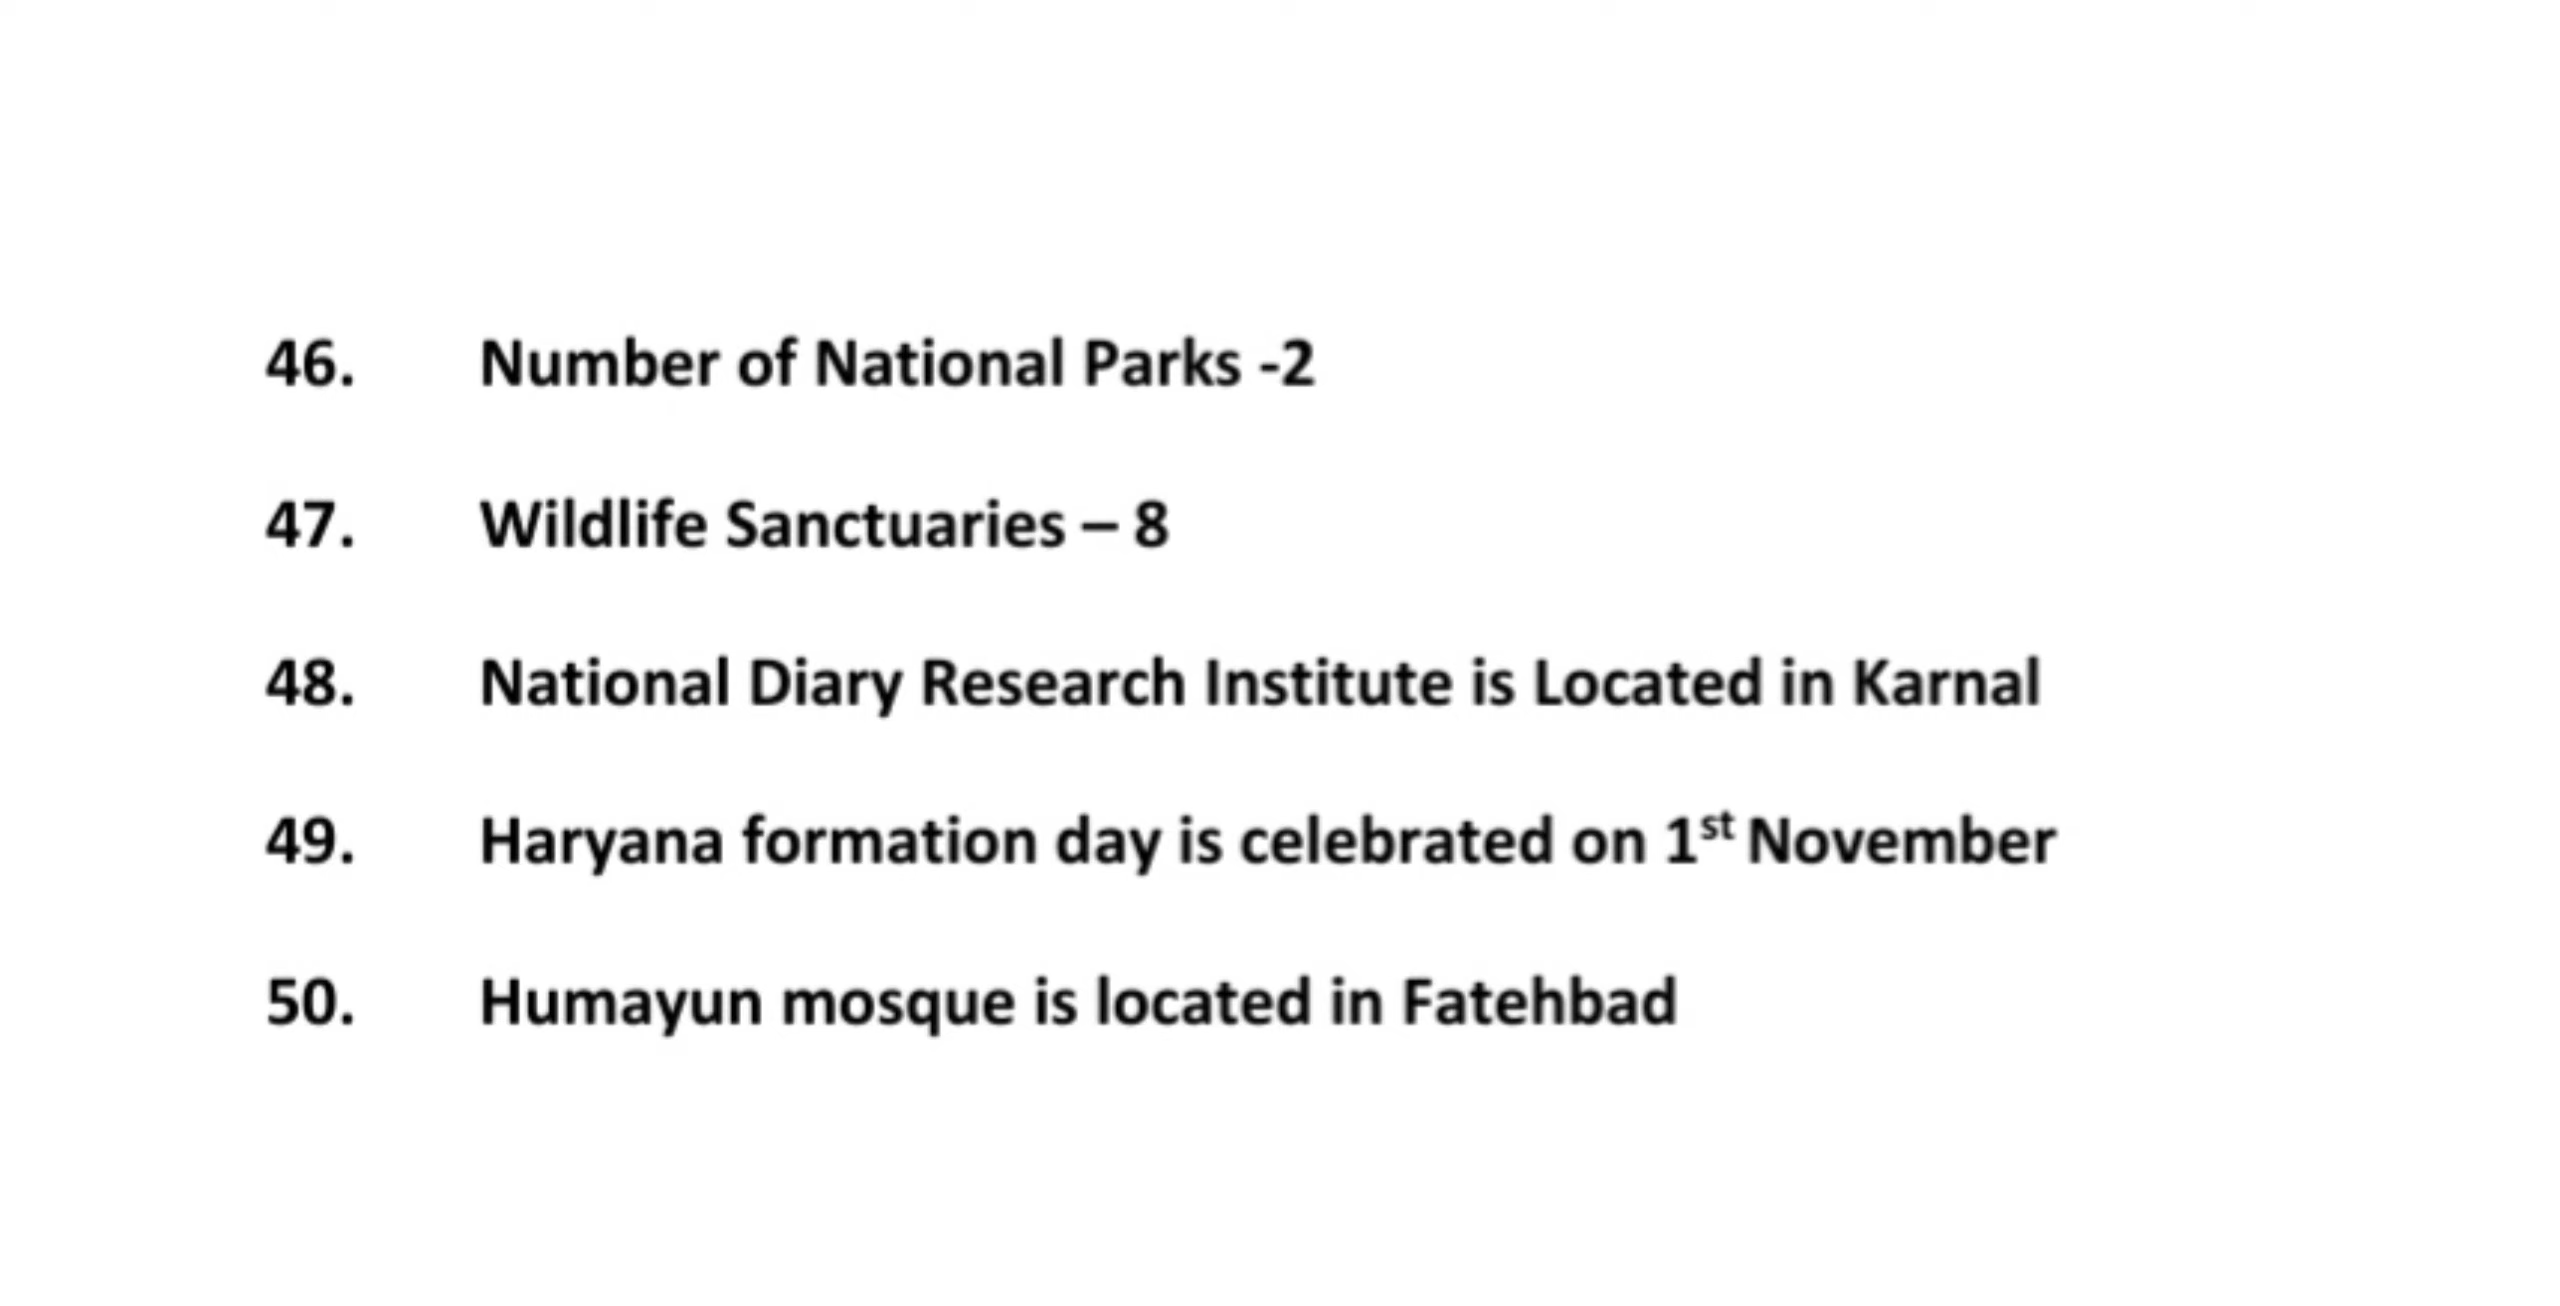 46. Number of National Parks -2
47. Wildlife Sanctuaries – 8
48. National Diary Research Institute is Located in Karnal
49. Haryana formation day is celebrated on 1st November
50. Humayun mosque is located in Fatehbad